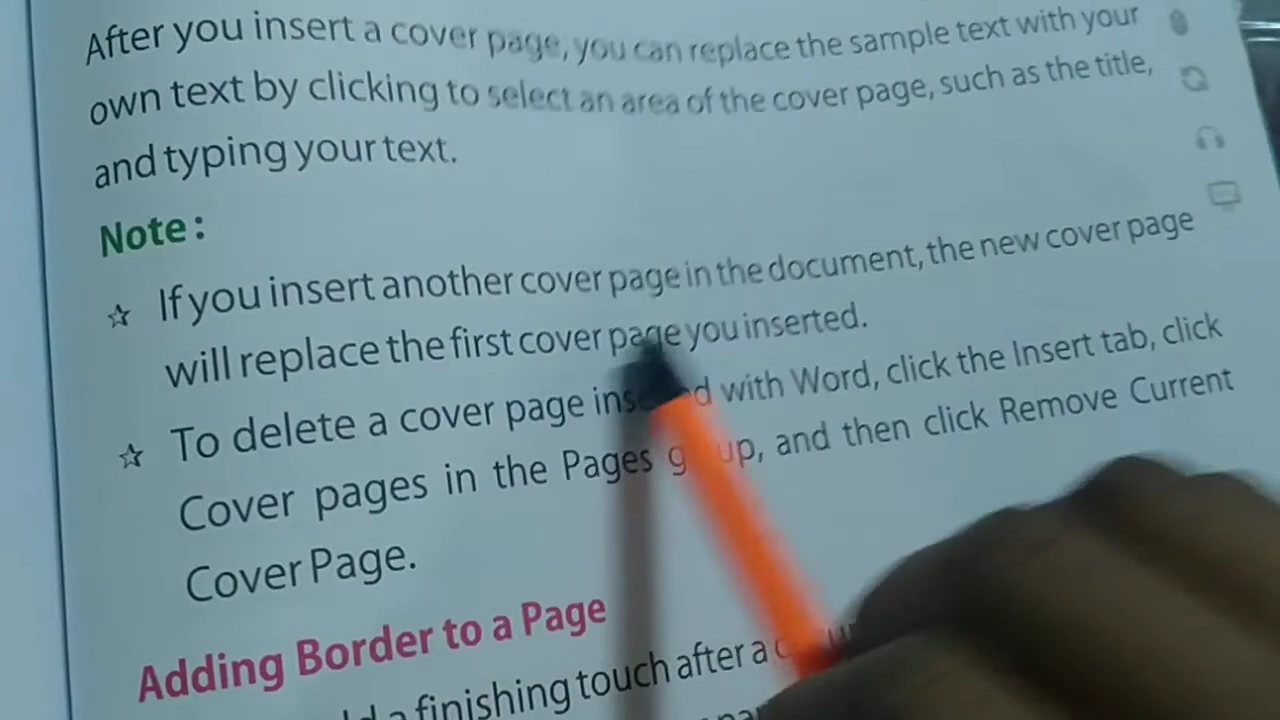 After you insert a cover page, you can replace the sample text with your
own text by clicking to select an area of the cover page, such as the title,
and typing your text.
Note :
☆ If you insert another cover page in the document, the new cover page
will replace the first cover page you inserted.
☆ To delete a cover page inserted with Word, click the Insert tab, click
Cover pages in the Pages group, and then click Remove Current
Cover Page.
Adding Border to a Page
a finishing touch after a